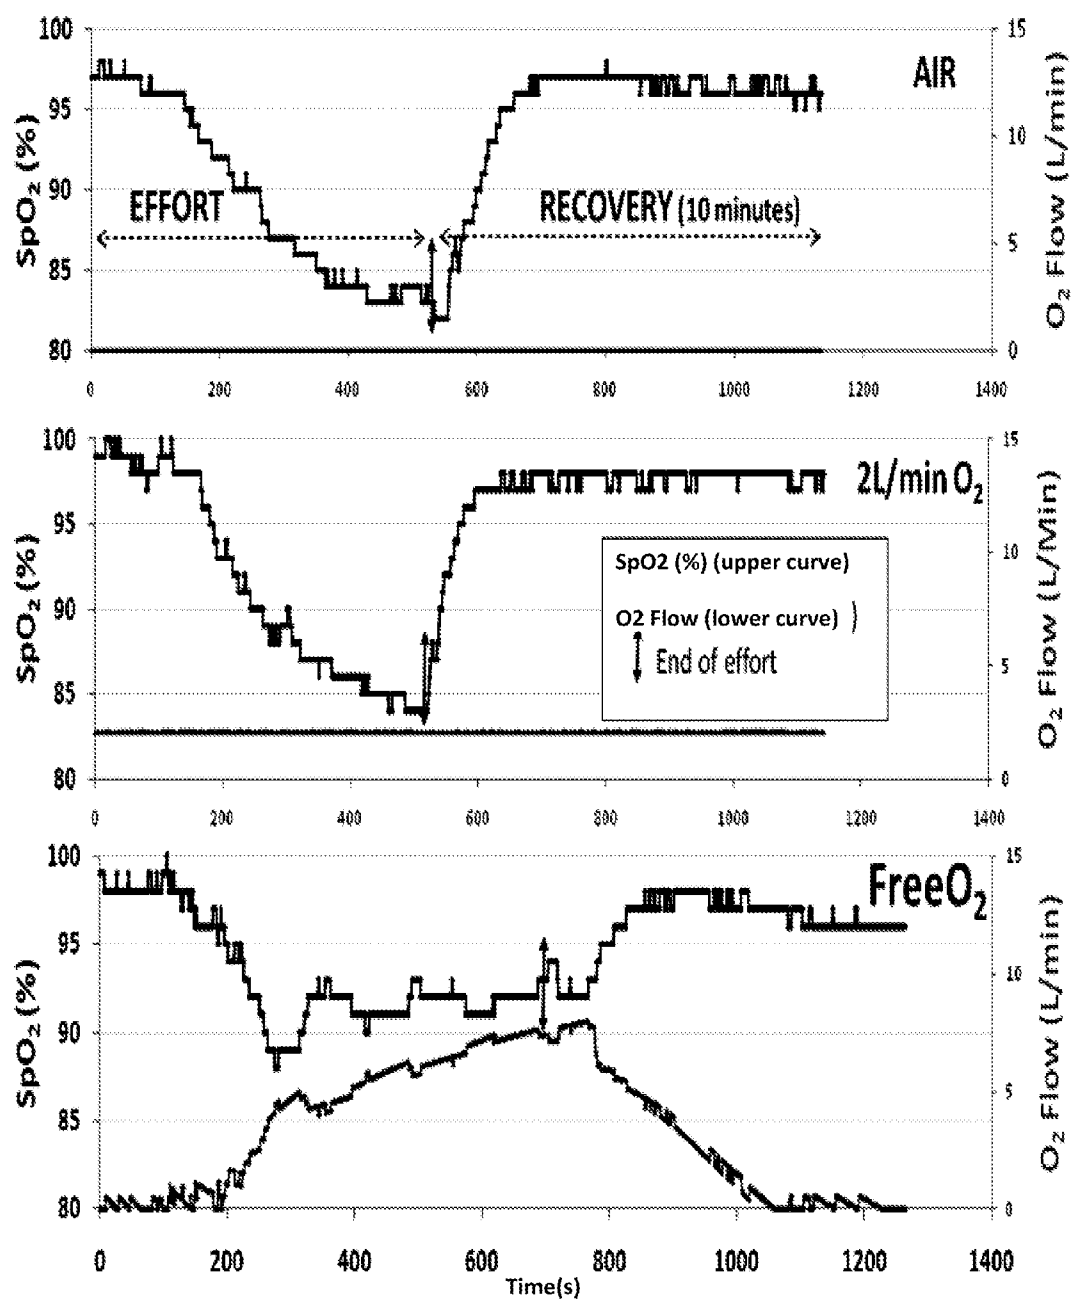 100
95
90
85
80
SpO₂ (%)
15
10
5
0
O₂ Flow (L/min)
AIR
EFFORT
RECOVERY (10 minutes)
0 200 400 600 800 1000 1200 1400
100
95
90
85
80
SpO₂ (%)
15
10
5
0
O₂ Flow (L/Min)
2L/min O₂
SpO2 (%) (upper curve)
O2 Flow (lower curve) )
End of effort
0 200 400 600 800 1000 1200 1400
100
95
90
85
80
SpO₂ (%)
15
10
5
0
O₂ Flow (L/min)
FreeO₂
0 200 400 600 800 1000 1200 1400
Time(s)